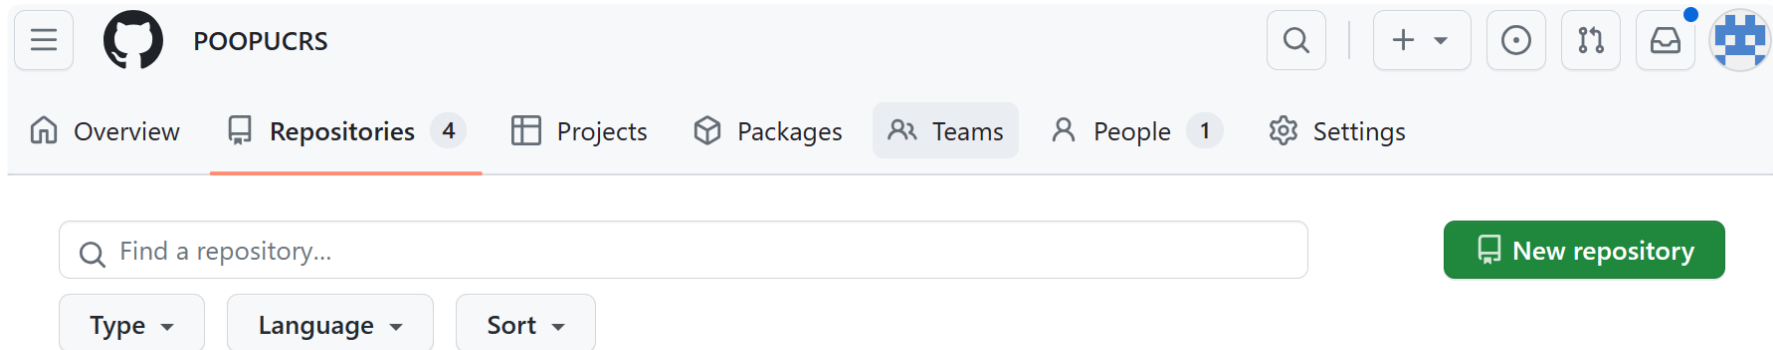 POOPUCRS
Overview Repositories 4 Projects Packages Teams People 1 Settings
Find a repository... New repository
Type Language Sort